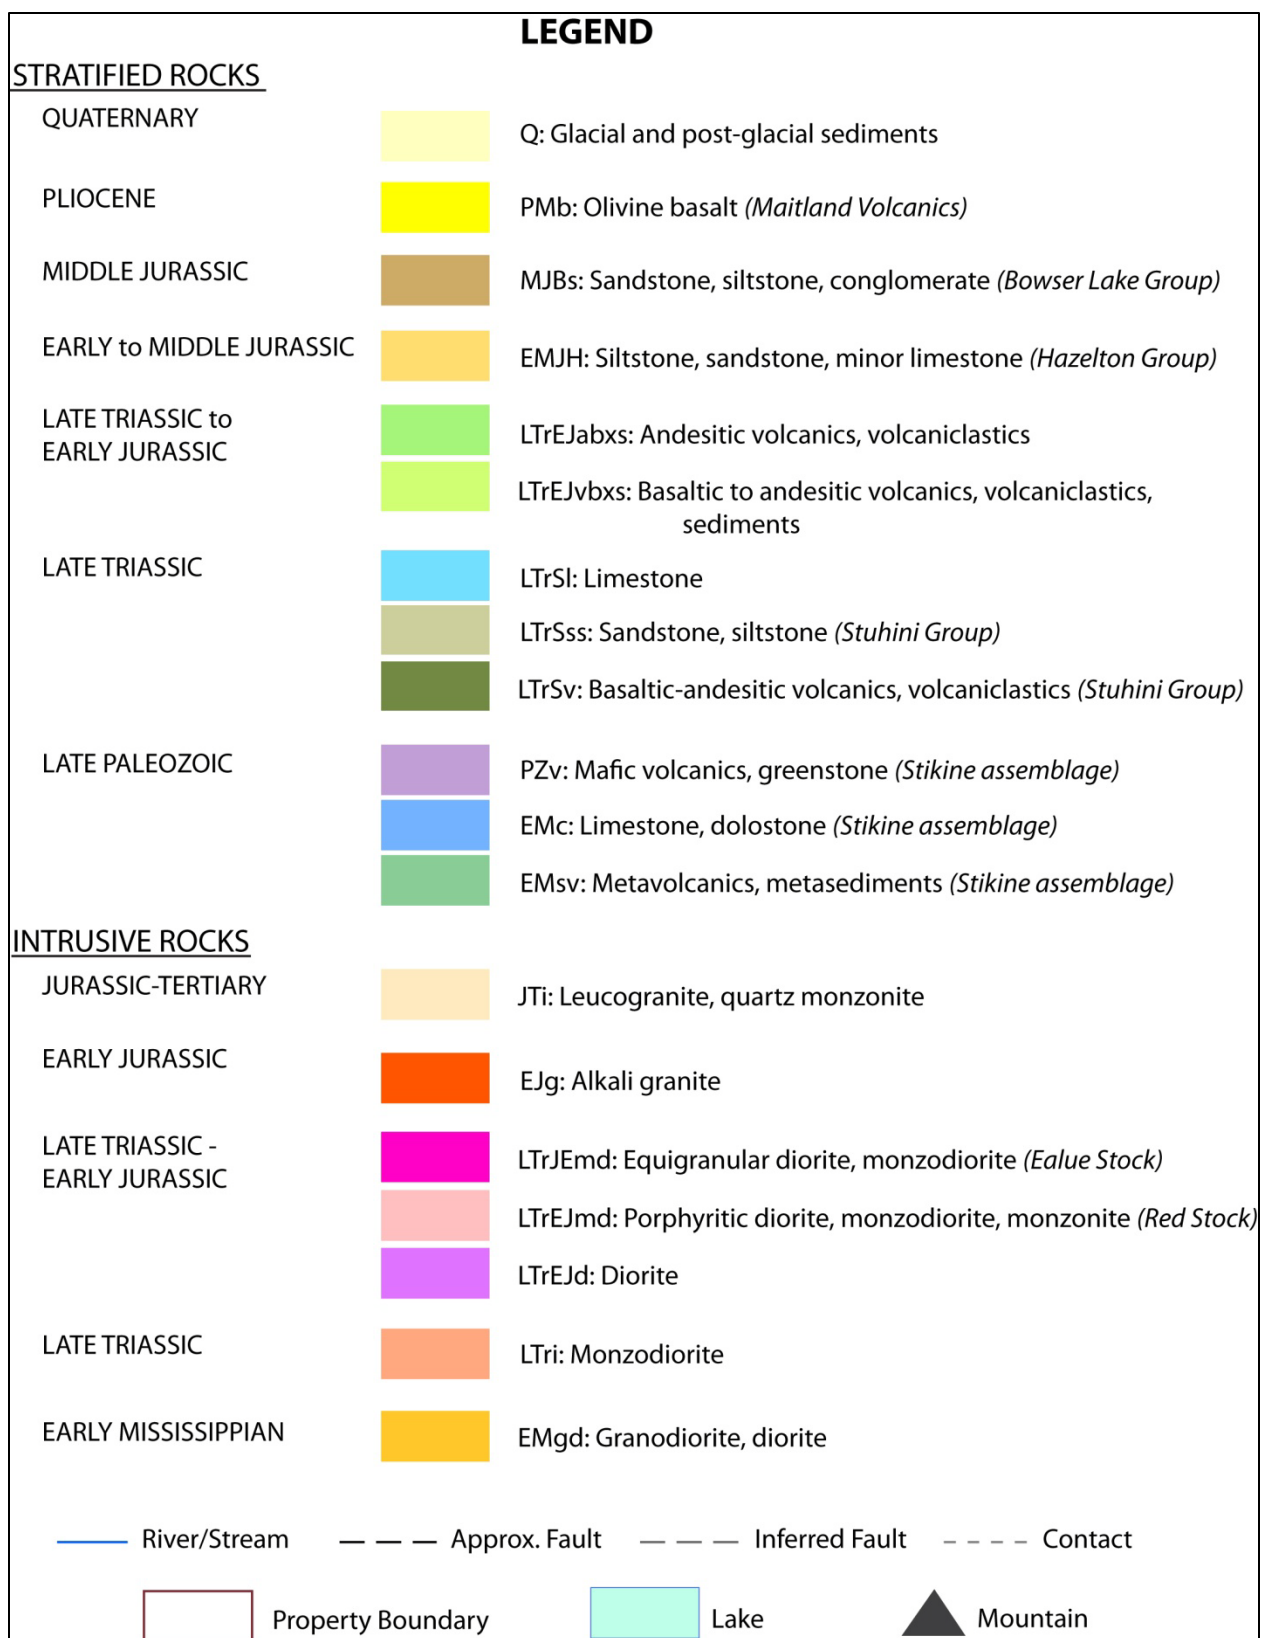 LEGEND
STRATIFIED ROCKS
QUATERNARY
Q: Glacial and post-glacial sediments
PLIOCENE
PMb: Olivine basalt (Maitland Volcanics)
MIDDLE JURASSIC
MJBs: Sandstone, siltstone, conglomerate (Bowser Lake Group)
EARLY to MIDDLE JURASSIC
EMJH: Siltstone, sandstone, minor limestone (Hazelton Group)
LATE TRIASSIC to
EARLY JURASSIC
LTrEJabxs: Andesitic volcanics, volcaniclastics
LTrEJvbxs: Basaltic to andesitic volcanics, volcaniclastics,
sediments
LATE TRIASSIC
LTrSl: Limestone
LTrSss: Sandstone, siltstone (Stuhini Group)
LTrSv: Basaltic-andesitic volcanics, volcaniclastics (Stuhini Group)
LATE PALEOZOIC
PZv: Mafic volcanics, greenstone (Stikine assemblage)
EMc: Limestone, dolostone (Stikine assemblage)
EMsv: Metavolcanics, metasediments (Stikine assemblage)
INTRUSIVE ROCKS
JURASSIC-TERTIARY
JTi: Leucogranite, quartz monzonite
EARLY JURASSIC
EJg: Alkali granite
LATE TRIASSIC -
EARLY JURASSIC
LTrJEmd: Equigranular diorite, monzodiorite (Ealue Stock)
LTrEJmd: Porphyritic diorite, monzodiorite, monzonite (Red Stock)
LTrEJd: Diorite
LATE TRIASSIC
LTri: Monzodiorite
EARLY MISSISSIPPIAN
EMgd: Granodiorite, diorite
River/Stream
Approx. Fault
Inferred Fault
Contact
Property Boundary
Lake
Mountain